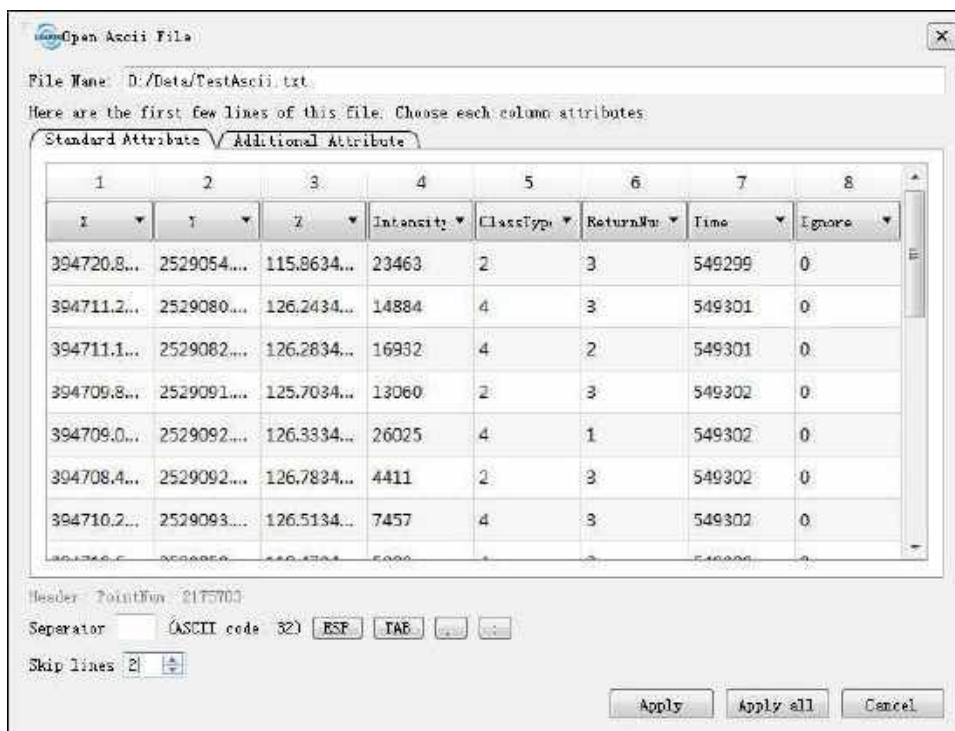 Open Ascii File
File Name: D:/Data/TestAscii.txt
Here are the first few lines of this file. Choose each column attributes
Standard Attribute Additional Attribute
1 2 3 4 5 6 7 8
X Y Z Intensity ClassType ReturnNu Time Ignore
394720.8... 2529054.... 115.8634... 23463 2 3 549299 0
394711.2... 2529080.... 126.2434... 14884 4 3 549301 0
394711.1... 2529082.... 126.2834... 16932 4 2 549301 0
394709.8... 2529091.... 125.7034... 13060 2 3 549302 0
394709.0... 2529092.... 126.3334... 26025 4 1 549302 0
394708.4... 2529092.... 126.7834... 4411 2 3 549302 0
394710.2... 2529093.... 126.5134... 7457 4 3 549302 0
Header: PointNum: 2175703
Separator (ASCII code 32) ESP TAB , ;
Skip lines 2
Apply Apply all Cancel